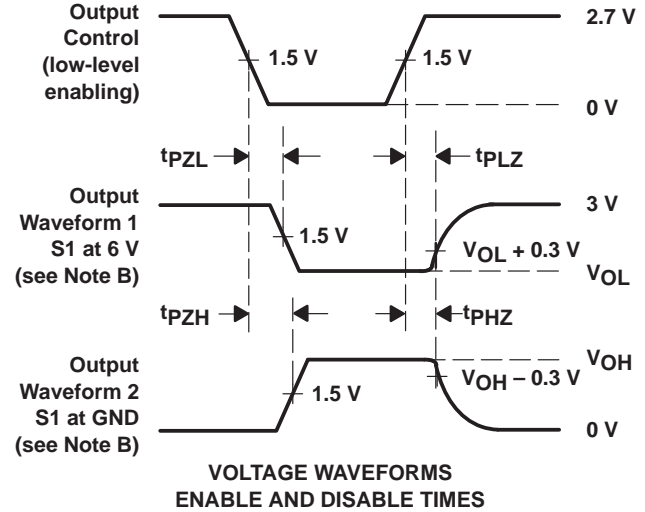 Output
Control
(low-level
enabling)
2.7 V
1.5 V
1.5 V
0 V
tPZL
tPLZ
Output
Waveform 1
S1 at 6 V
(see Note B)
3 V
1.5 V
VOL + 0.3 V
VOL
tPZH
tPHZ
Output
Waveform 2
S1 at GND
(see Note B)
VOH
1.5 V
VOH – 0.3 V
0 V
VOLTAGE WAVEFORMS
ENABLE AND DISABLE TIMES